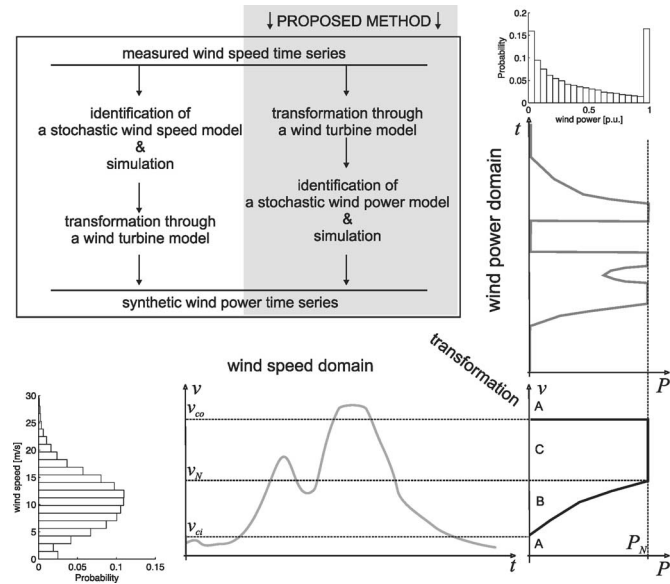 ↓ PROPOSED METHOD ↓
measured wind speed time series
identification of
a stochastic wind speed model
&
simulation
transformation through
a wind turbine model
transformation through
a wind turbine model
identification of
a stochastic wind power model
&
simulation
synthetic wind power time series
Probability
0.2
0.15
0.1
0.05
0
0
0.5
1
wind power [p.u.]
t
wind power domain
P
transformation
wind speed domain
wind speed [m/s]
30
25
20
15
10
5
0
0
0.05
0.1
0.15
Probability
v
v_co
v_N
v_ci
t
v
A
C
B
A
P_N
P